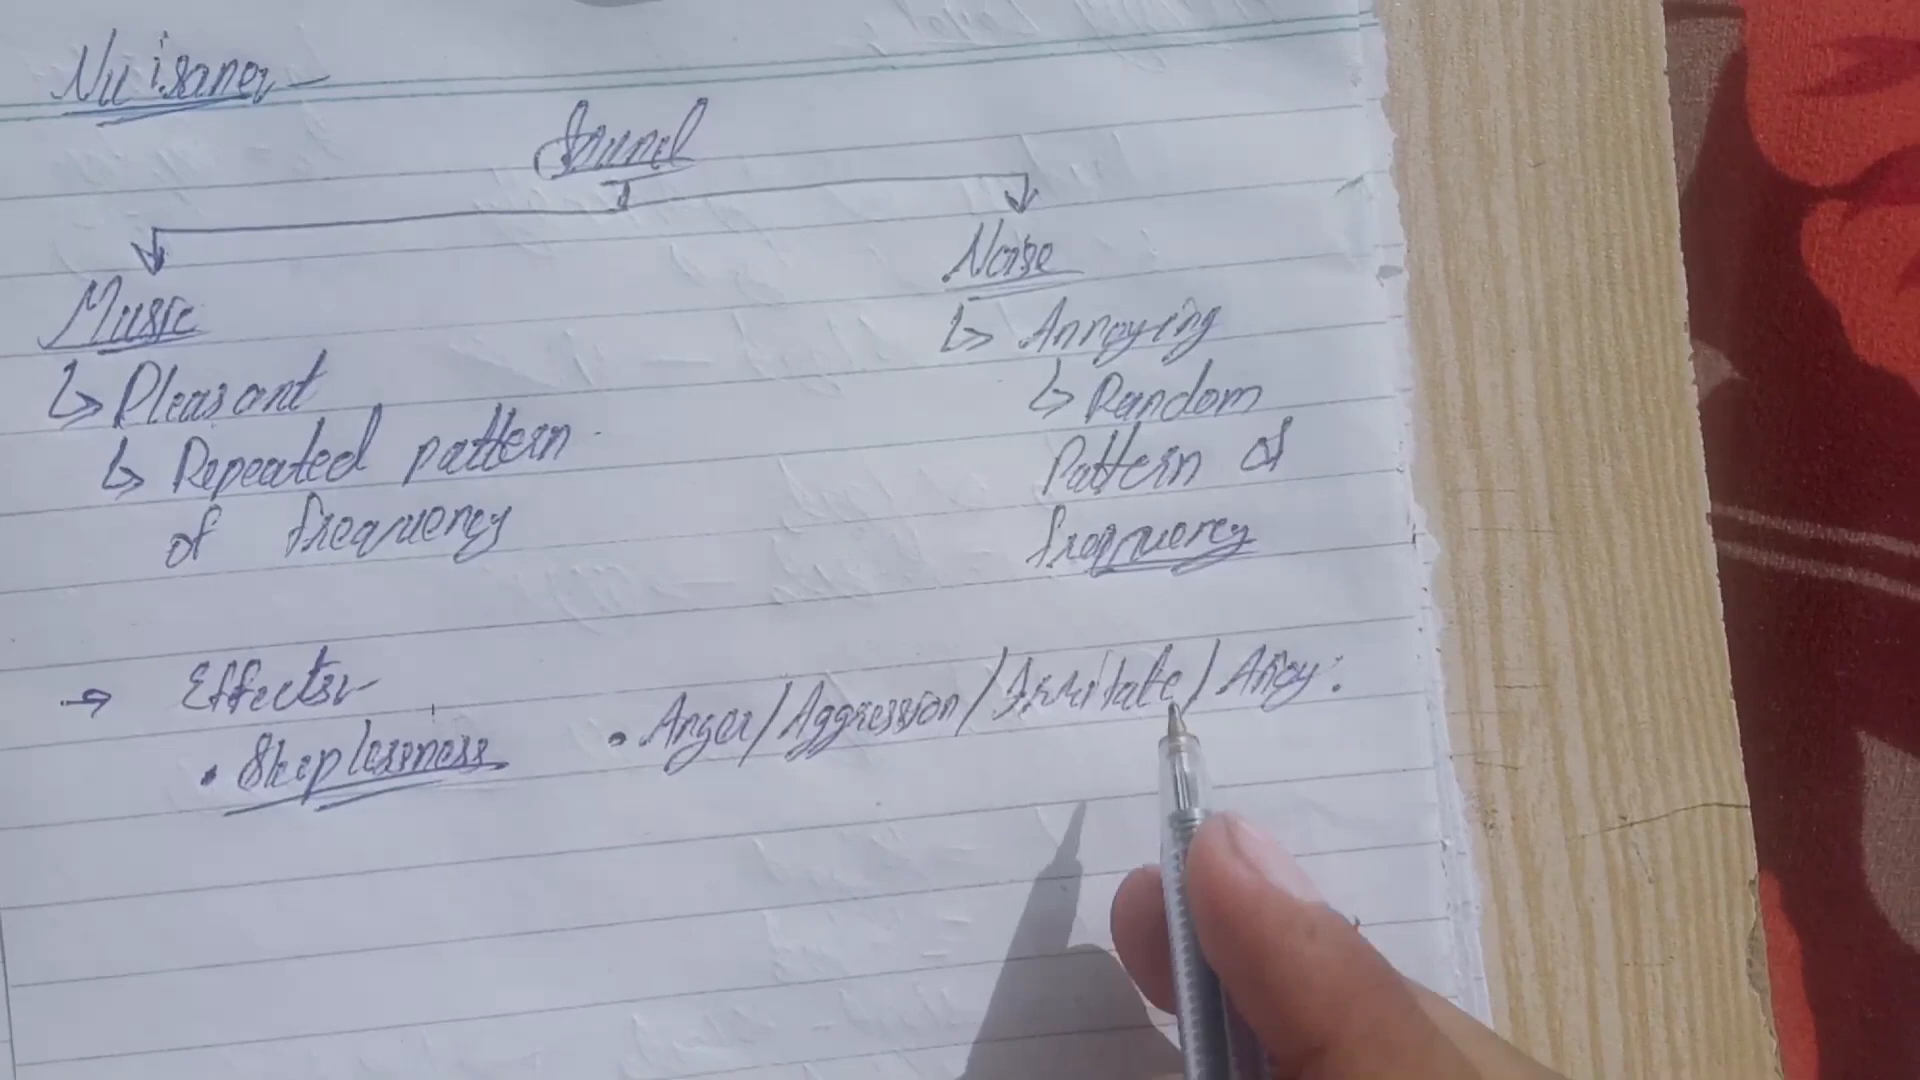 Nuisance -
Sound
Music
↳ Pleasant
↳ Repeated pattern
of frequency
Noise
↳ Annoying
↳ Random
Pattern of
frequency
→ Effects:-
• Sleeplessness
• Anger/Aggression/Irritate/Anoy.